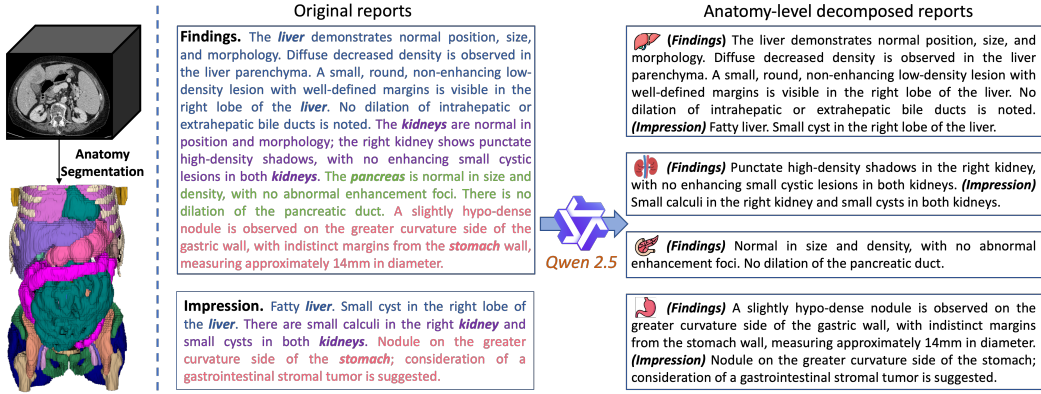 Original reports
Anatomy-level decomposed reports
Anatomy
Segmentation
Findings. The liver demonstrates normal position, size,
and morphology. Diffuse decreased density is observed in
the liver parenchyma. A small, round, non-enhancing low-
density lesion with well-defined margins is visible in the
right lobe of the liver. No dilation of intrahepatic or
extrahepatic bile ducts is noted. The kidneys are normal in
position and morphology; the right kidney shows punctate
high-density shadows, with no enhancing small cystic
lesions in both kidneys. The pancreas is normal in size and
density, with no abnormal enhancement foci. There is no
dilation of the pancreatic duct. A slightly hypo-dense
nodule is observed on the greater curvature side of the
gastric wall, with indistinct margins from the stomach wall,
measuring approximately 14mm in diameter.
Impression. Fatty liver. Small cyst in the right lobe of
the liver. There are small calculi in the right kidney and
small cysts in both kidneys. Nodule on the greater
curvature side of the stomach; consideration of a
gastrointestinal stromal tumor is suggested.
Qwen 2.5
(Findings) The liver demonstrates normal position, size, and
morphology. Diffuse decreased density is observed in the liver
parenchyma. A small, round, non-enhancing low-density lesion with
well-defined margins is visible in the right lobe of the liver. No
dilation of intrahepatic or extrahepatic bile ducts is noted.
(Impression) Fatty liver. Small cyst in the right lobe of the liver.
(Findings) Punctate high-density shadows in the right kidney,
with no enhancing small cystic lesions in both kidneys. (Impression)
Small calculi in the right kidney and small cysts in both kidneys.
(Findings) Normal in size and density, with no abnormal
enhancement foci. No dilation of the pancreatic duct.
(Findings) A slightly hypo-dense nodule is observed on the
greater curvature side of the gastric wall, with indistinct margins
from the stomach wall, measuring approximately 14mm in diameter.
(Impression) Nodule on the greater curvature side of the stomach;
consideration of a gastrointestinal stromal tumor is suggested.